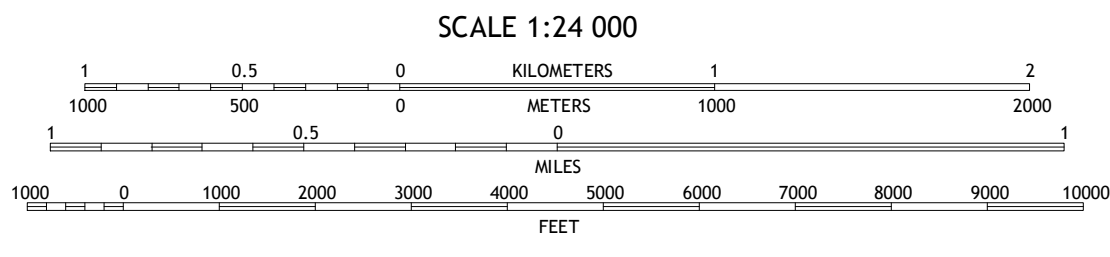 SCALE 1:24 000
1 0.5 0 KILOMETERS 1 2
1000 500 0 METERS 1000 2000
1 0.5 0 1
MILES
1000 0 1000 2000 3000 4000 5000 6000 7000 8000 9000 10000
FEET